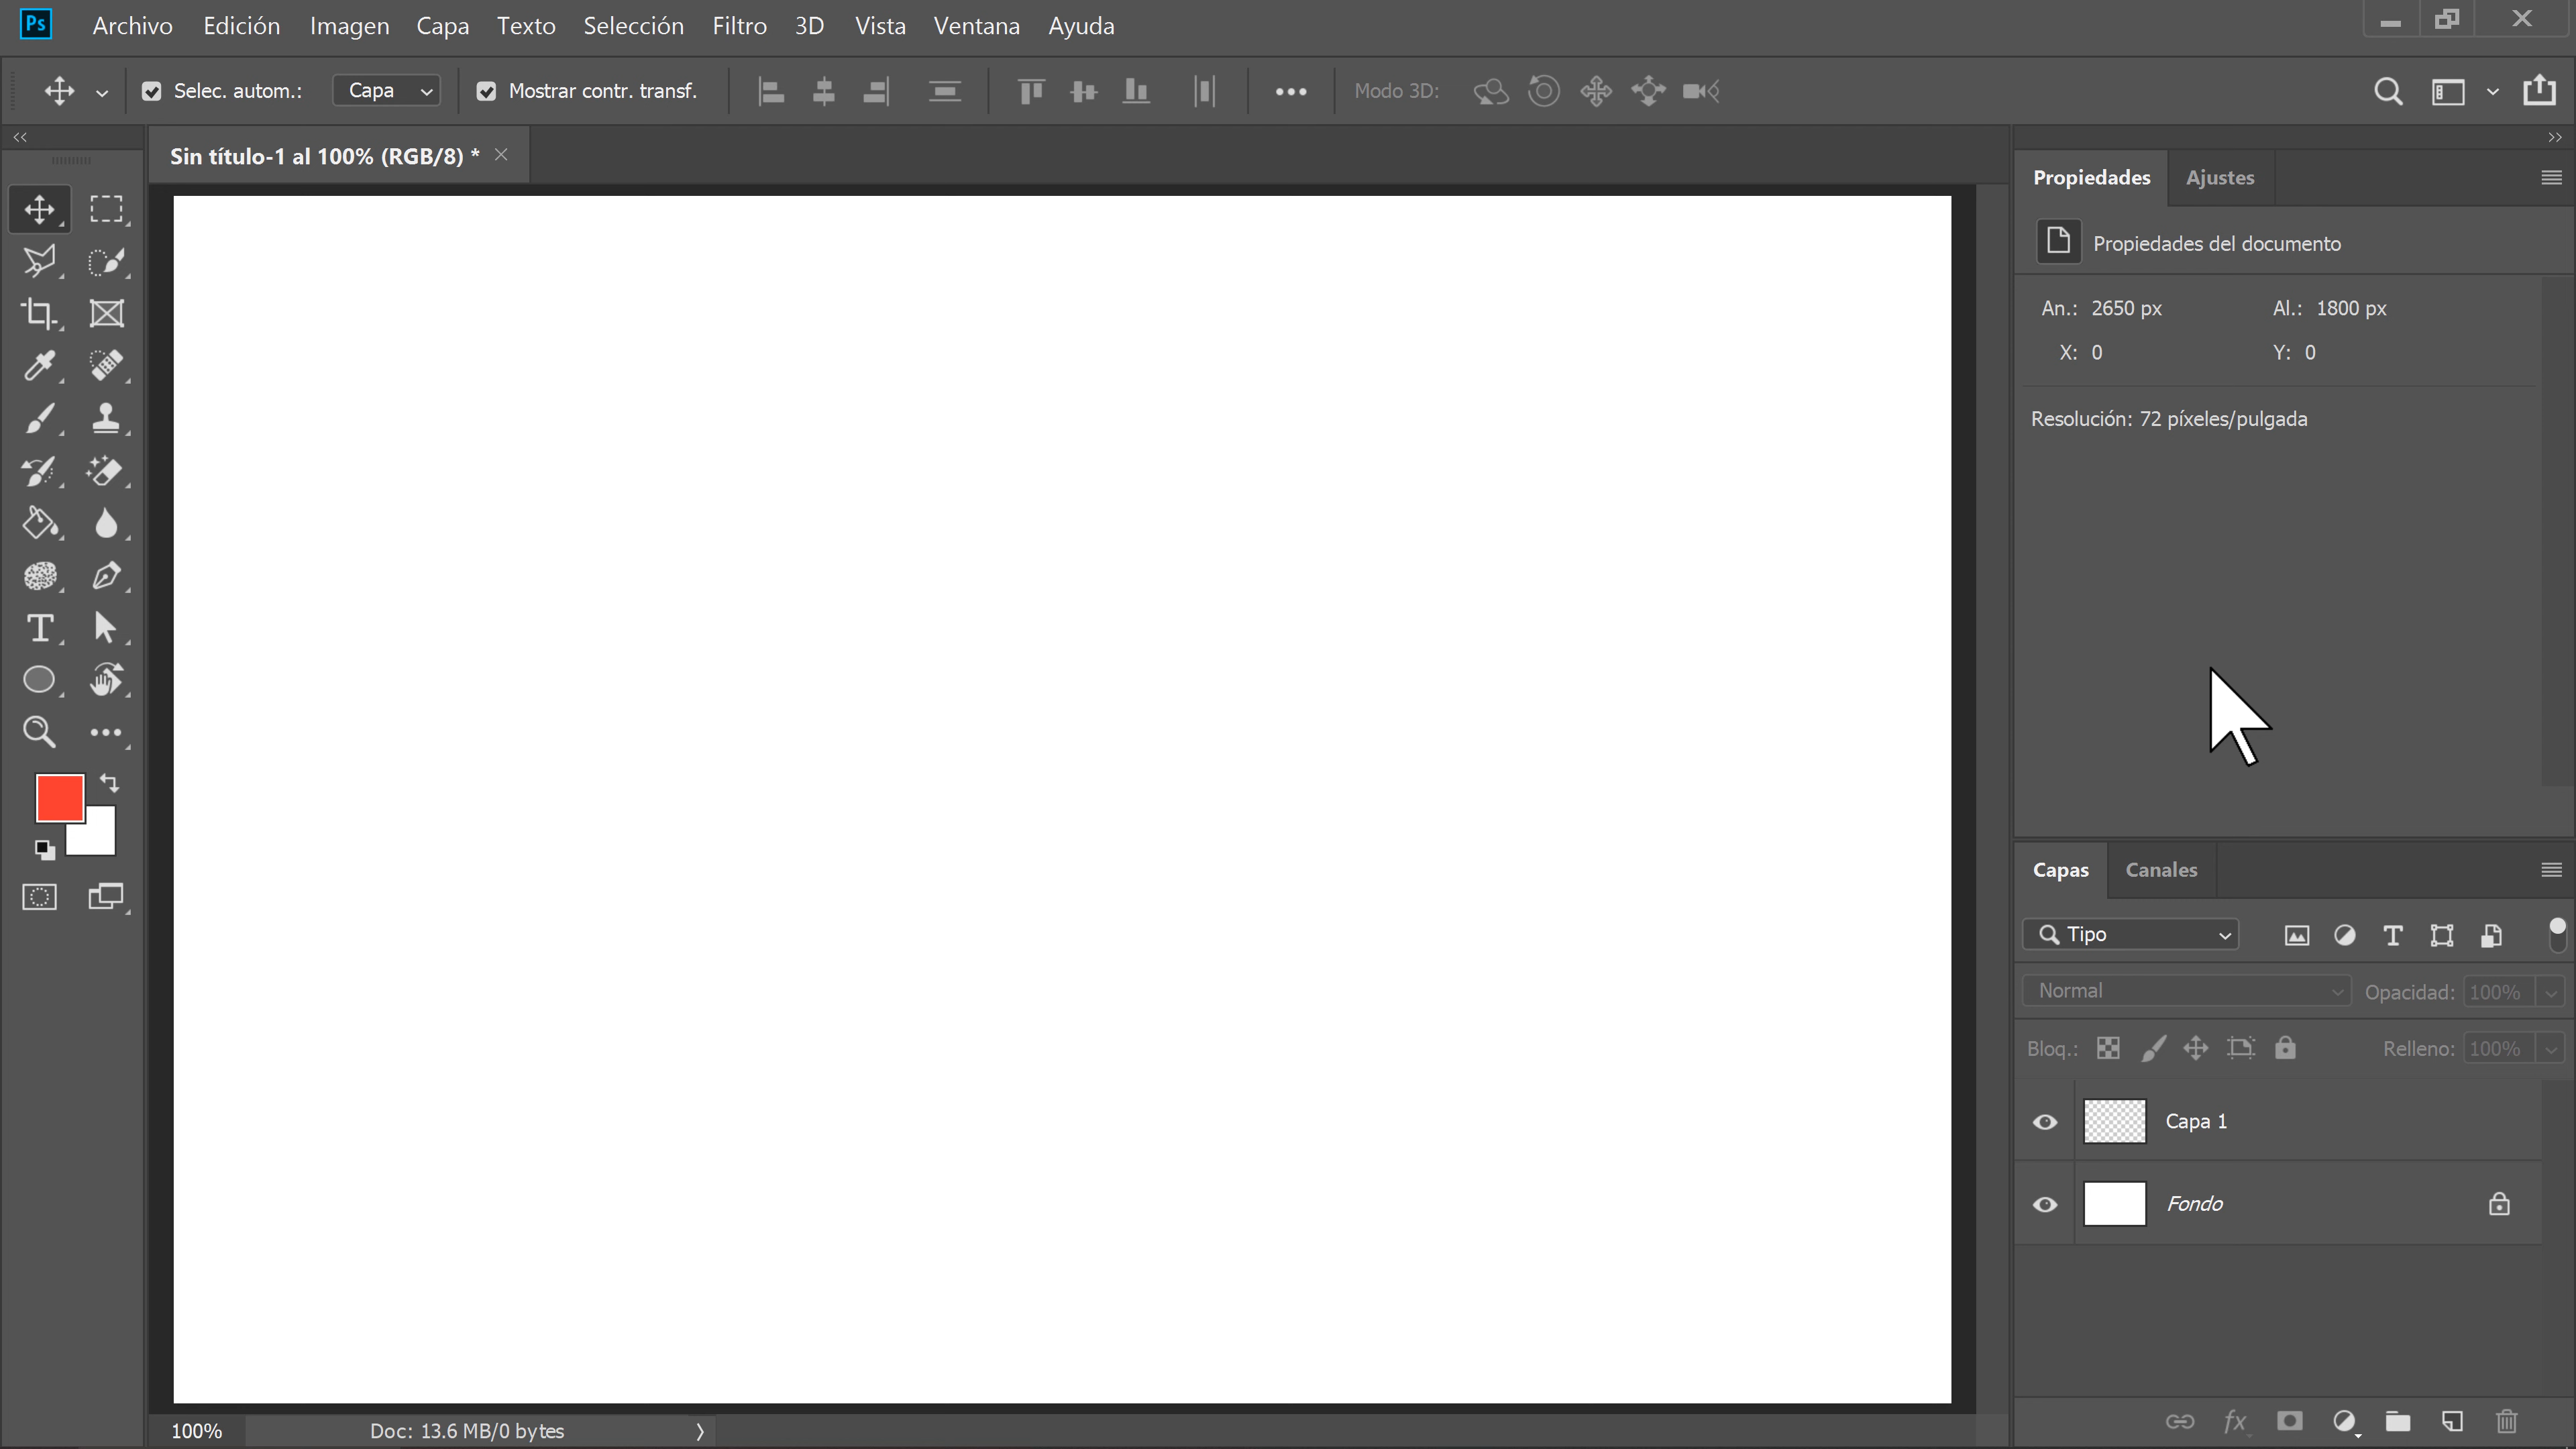 Ps Archivo Edición Imagen Capa Texto Selección Filtro 3D Vista Ventana Ayuda
Selec. autom.: Capa Mostrar contr. transf. Modo 3D:
Sin título-1 al 100% (RGB/8) *
Propiedades Ajustes
Propiedades del documento
An.: 2650 px Al.: 1800 px
X: 0 Y: 0
Resolución: 72 píxeles/pulgada
Capas Canales
Tipo
Normal Opacidad: 100%
Bloq.: Relleno: 100%
Capa 1
Fondo
fx
100% Doc: 13.6 MB/0 bytes